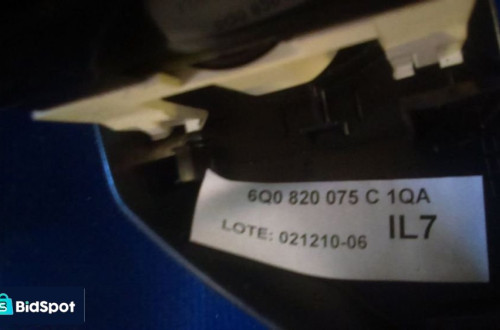 6Q0 820 075 C 1QA
LOTE: 021210-06 IL7
BidSpot